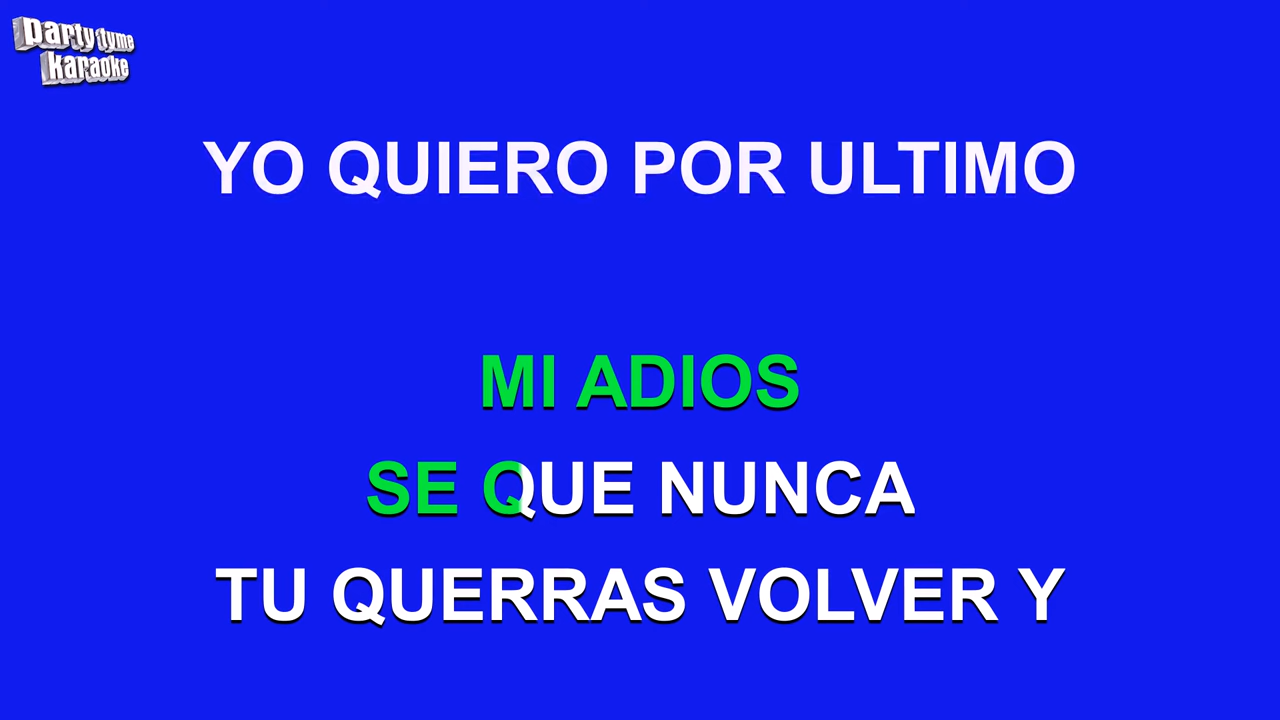 party tyme
karaoke
YO QUIERO POR ULTIMO
MI ADIOS
SE QUE NUNCA
TU QUERRAS VOLVER Y